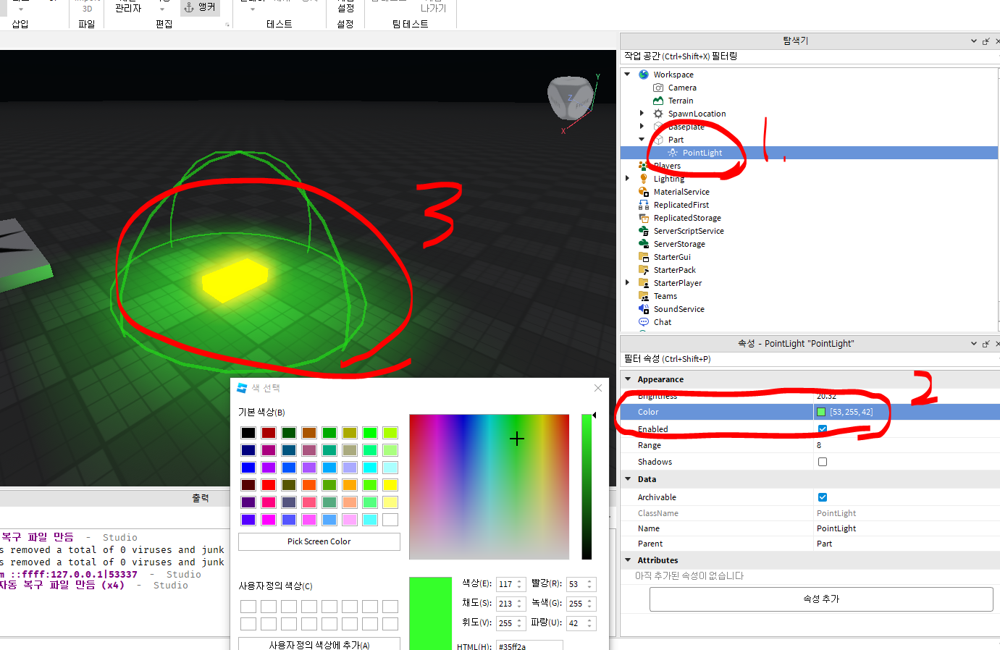 3D
관리자
앵커
설정
나가기
삽입
파일
편집
테스트
설정
팀 테스트
탐색기
작업 공간 (Ctrl+Shift+X) 필터링
Workspace
Camera
Terrain
SpawnLocation
Baseplate
Part
PointLight
1.
Players
Lighting
MaterialService
ReplicatedFirst
ReplicatedStorage
ServerScriptService
ServerStorage
StarterGui
StarterPack
StarterPlayer
Teams
SoundService
Chat
Y
Z
X
3
속성 - PointLight "PointLight"
필터 속성 (Ctrl+Shift+P)
Appearance
2
Brightness 20.32
Color [53, 255, 42]
Enabled
Range 8
Shadows
Data
Archivable
ClassName PointLight
Name PointLight
Parent Part
Attributes
아직 추가된 속성이 없습니다
속성 추가
출력
복구 파일 만듬 - Studio
s removed a total of 0 viruses and junk
s removed a total of 0 viruses and junk
m ::ffff:127.0.0.1|53337 - Studio
자동 복구 파일 만듬 (x4) - Studio
색 선택
기본 색상(B)
Pick Screen Color
사용자 정의 색상(C)
사용자 정의 색상에 추가(A)
색상(E): 117 빨강(R): 53
채도(S): 213 녹색(G): 255
휘도(V): 255 파랑(U): 42
HTML(H): #35ff2a